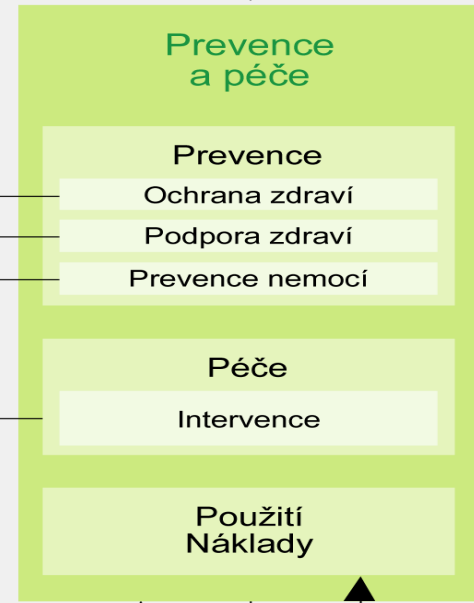 Prevence
a péče
Prevence
Ochrana zdraví
Podpora zdraví
Prevence nemocí
Péče
Intervence
Použití
Náklady